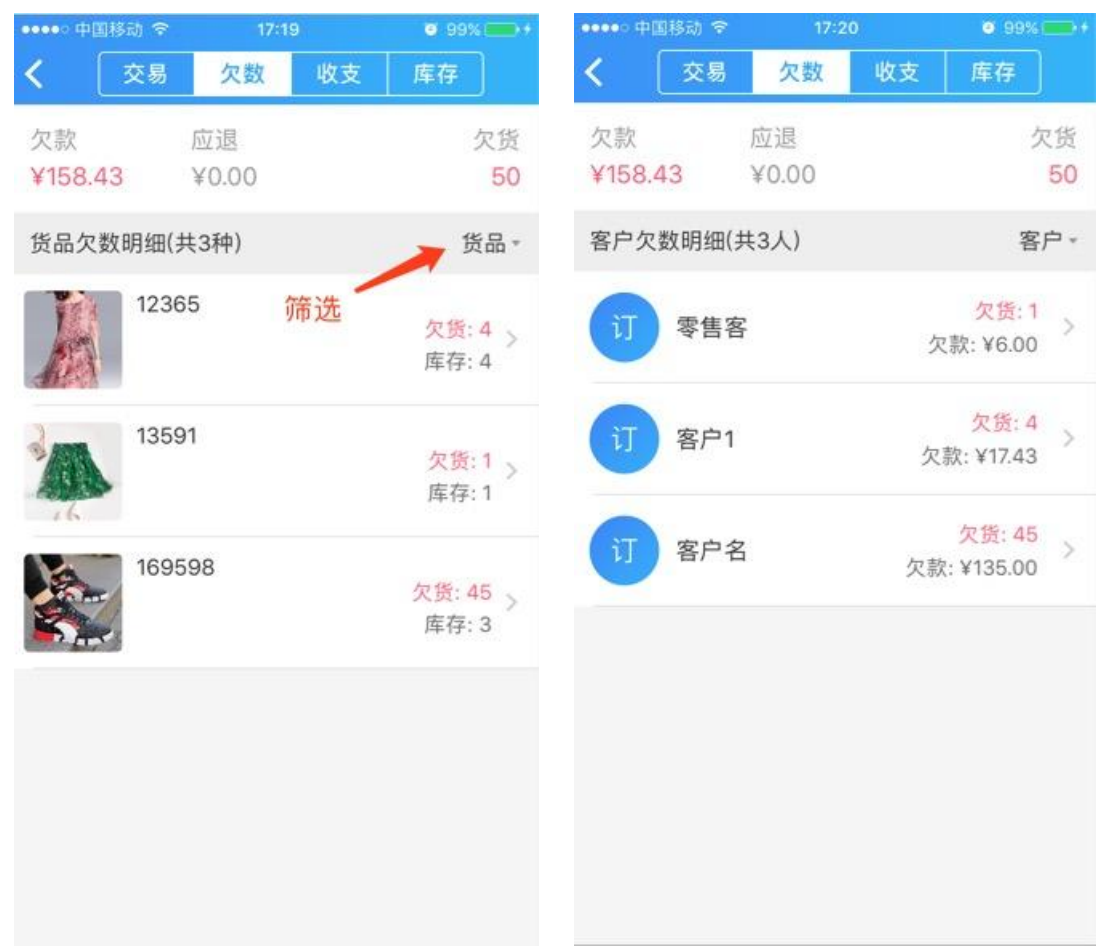 中国移动 17:19 99%
交易 欠数 收支 库存
欠款 应退 欠货
¥158.43 ¥0.00 50
货品欠数明细(共3种) 货品
筛选
12365
欠货: 4
库存: 4
13591
欠货: 1
库存: 1
169598
欠货: 45
库存: 3
中国移动 17:20 99%
交易 欠数 收支 库存
欠款 应退 欠货
¥158.43 ¥0.00 50
客户欠数明细(共3人) 客户
订 零售客
欠货: 1
欠款: ¥6.00
订 客户1
欠货: 4
欠款: ¥17.43
订 客户名
欠货: 45
欠款: ¥135.00